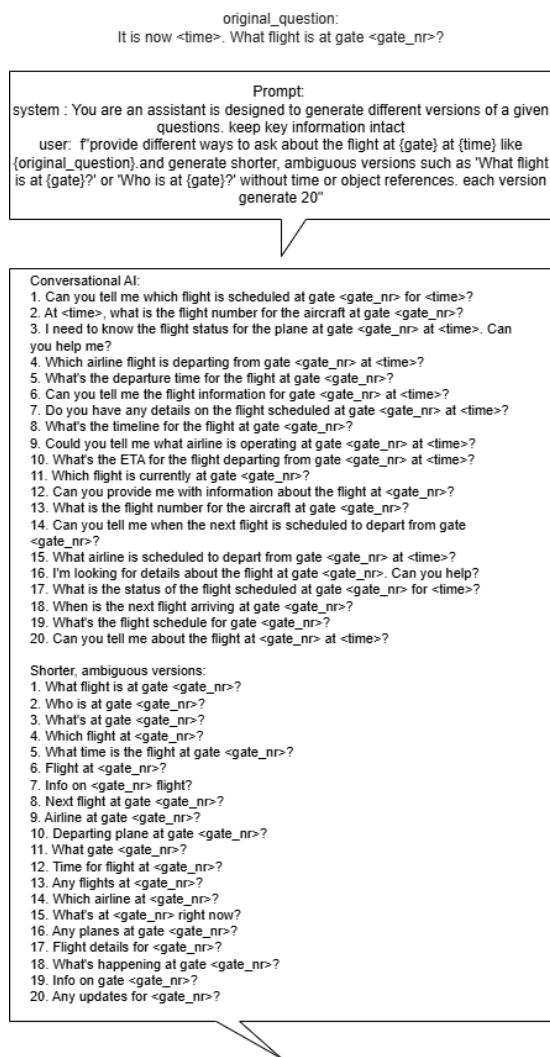 original_question:
It is now <time>. What flight is at gate <gate_nr>?
Prompt:
system : You are an assistant is designed to generate different versions of a given
questions. keep key information intact
user: f"provide different ways to ask about the flight at {gate} at {time} like
{original_question}.and generate shorter, ambiguous versions such as 'What flight
is at {gate}?' or 'Who is at {gate}?' without time or object references. each version
generate 20"
Conversational AI:
1. Can you tell me which flight is scheduled at gate <gate_nr> for <time>?
2. At <time>, what is the flight number for the aircraft at gate <gate_nr>?
3. I need to know the flight status for the plane at gate <gate_nr> at <time>. Can
you help me?
4. Which airline flight is departing from gate <gate_nr> at <time>?
5. What's the departure time for the flight at gate <gate_nr>?
6. Can you tell me the flight information for gate <gate_nr> at <time>?
7. Do you have any details on the flight scheduled at gate <gate_nr> at <time>?
8. What's the timeline for the flight at gate <gate_nr>?
9. Could you tell me what airline is operating at gate <gate_nr> at <time>?
10. What's the ETA for the flight departing from gate <gate_nr> at <time>?
11. Which flight is currently at gate <gate_nr>?
12. Can you provide me with information about the flight at <gate_nr>?
13. What is the flight number for the aircraft at gate <gate_nr>?
14. Can you tell me when the next flight is scheduled to depart from gate
<gate_nr>?
15. What airline is scheduled to depart from gate <gate_nr> at <time>?
16. I'm looking for details about the flight at gate <gate_nr>. Can you help?
17. What is the status of the flight scheduled at gate <gate_nr> for <time>?
18. When is the next flight arriving at gate <gate_nr>?
19. What's the flight schedule for gate <gate_nr>?
20. Can you tell me about the flight at <gate_nr> at <time>?
Shorter, ambiguous versions:
1. What flight is at gate <gate_nr>?
2. Who is at gate <gate_nr>?
3. What's at gate <gate_nr>?
4. Which flight at <gate_nr>?
5. What time is the flight at gate <gate_nr>?
6. Flight at <gate_nr>?
7. Info on <gate_nr> flight?
8. Next flight at gate <gate_nr>?
9. Airline at gate <gate_nr>?
10. Departing plane at gate <gate_nr>?
11. What gate <gate_nr>?
12. Time for flight at <gate_nr>?
13. Any flights at <gate_nr>?
14. Which airline at <gate_nr>?
15. What's at <gate_nr> right now?
16. Any planes at gate <gate_nr>?
17. Flight details for <gate_nr>?
18. What's happening at gate <gate_nr>?
19. Info on gate <gate_nr>?
20. Any updates for <gate_nr>?